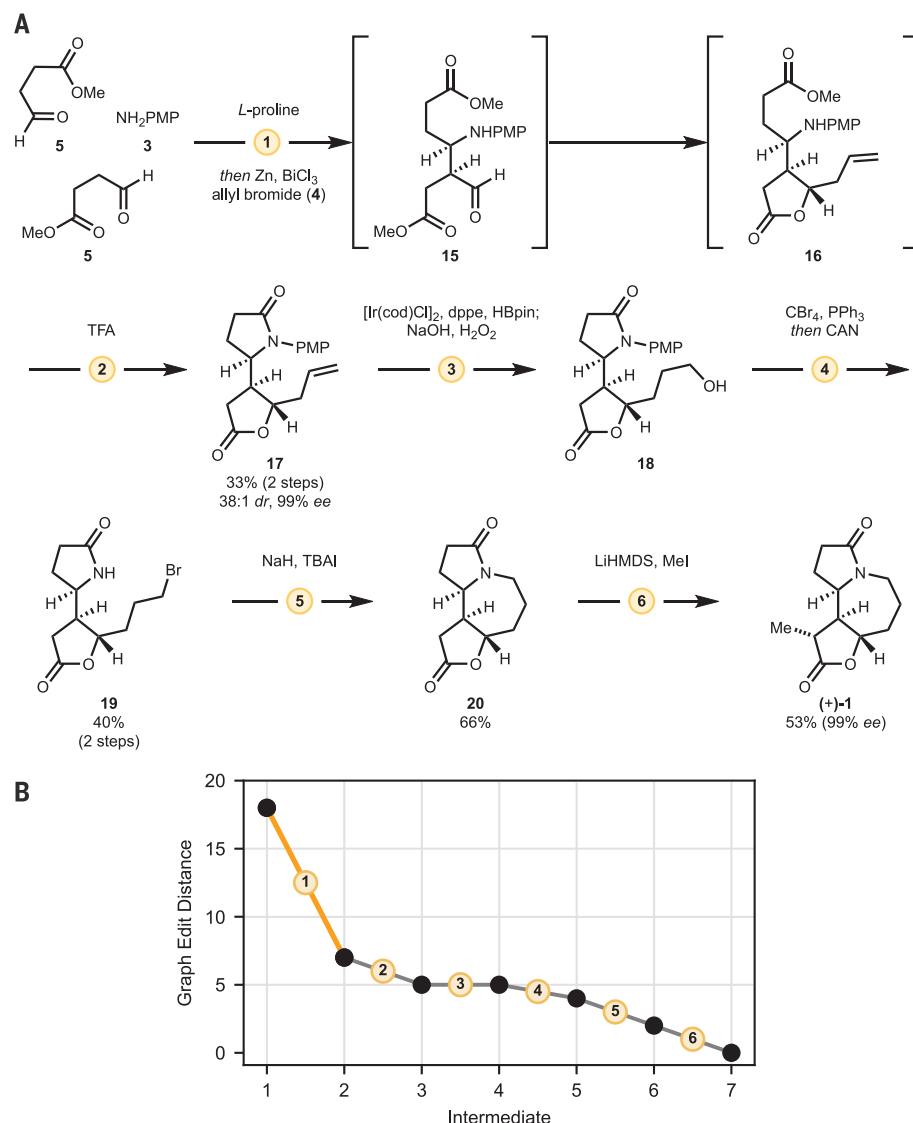 A
O
OMe
O
H
5
NH2PMP
3
H
O
MeO
O
5
L-proline
1
then Zn, BiCl3
allyl bromide (4)
O
OMe
NHPMP
H
H
O
MeO
O
15
O
OMe
NHPMP
H
H
O
O
H
16
TFA
2
O
N-PMP
H
H
O
O
H
17
33% (2 steps)
38:1 dr, 99% ee
[Ir(cod)Cl]2, dppe, HBpin;
NaOH, H2O2
3
O
N-PMP
H
H
OH
O
O
H
18
CBr4, PPh3
then CAN
4
O
NH
Br
H
H
O
O
H
19
40%
(2 steps)
NaH, TBAI
5
O
N
H
H
O
O
H
20
66%
LiHMDS, MeI
6
O
N
H
H
Me
O
O
H
(+)-1
53% (99% ee)
B
Graph Edit Distance
20
15
10
5
0
1
2
3
4
5
6
1
2
3
4
5
6
7
Intermediate